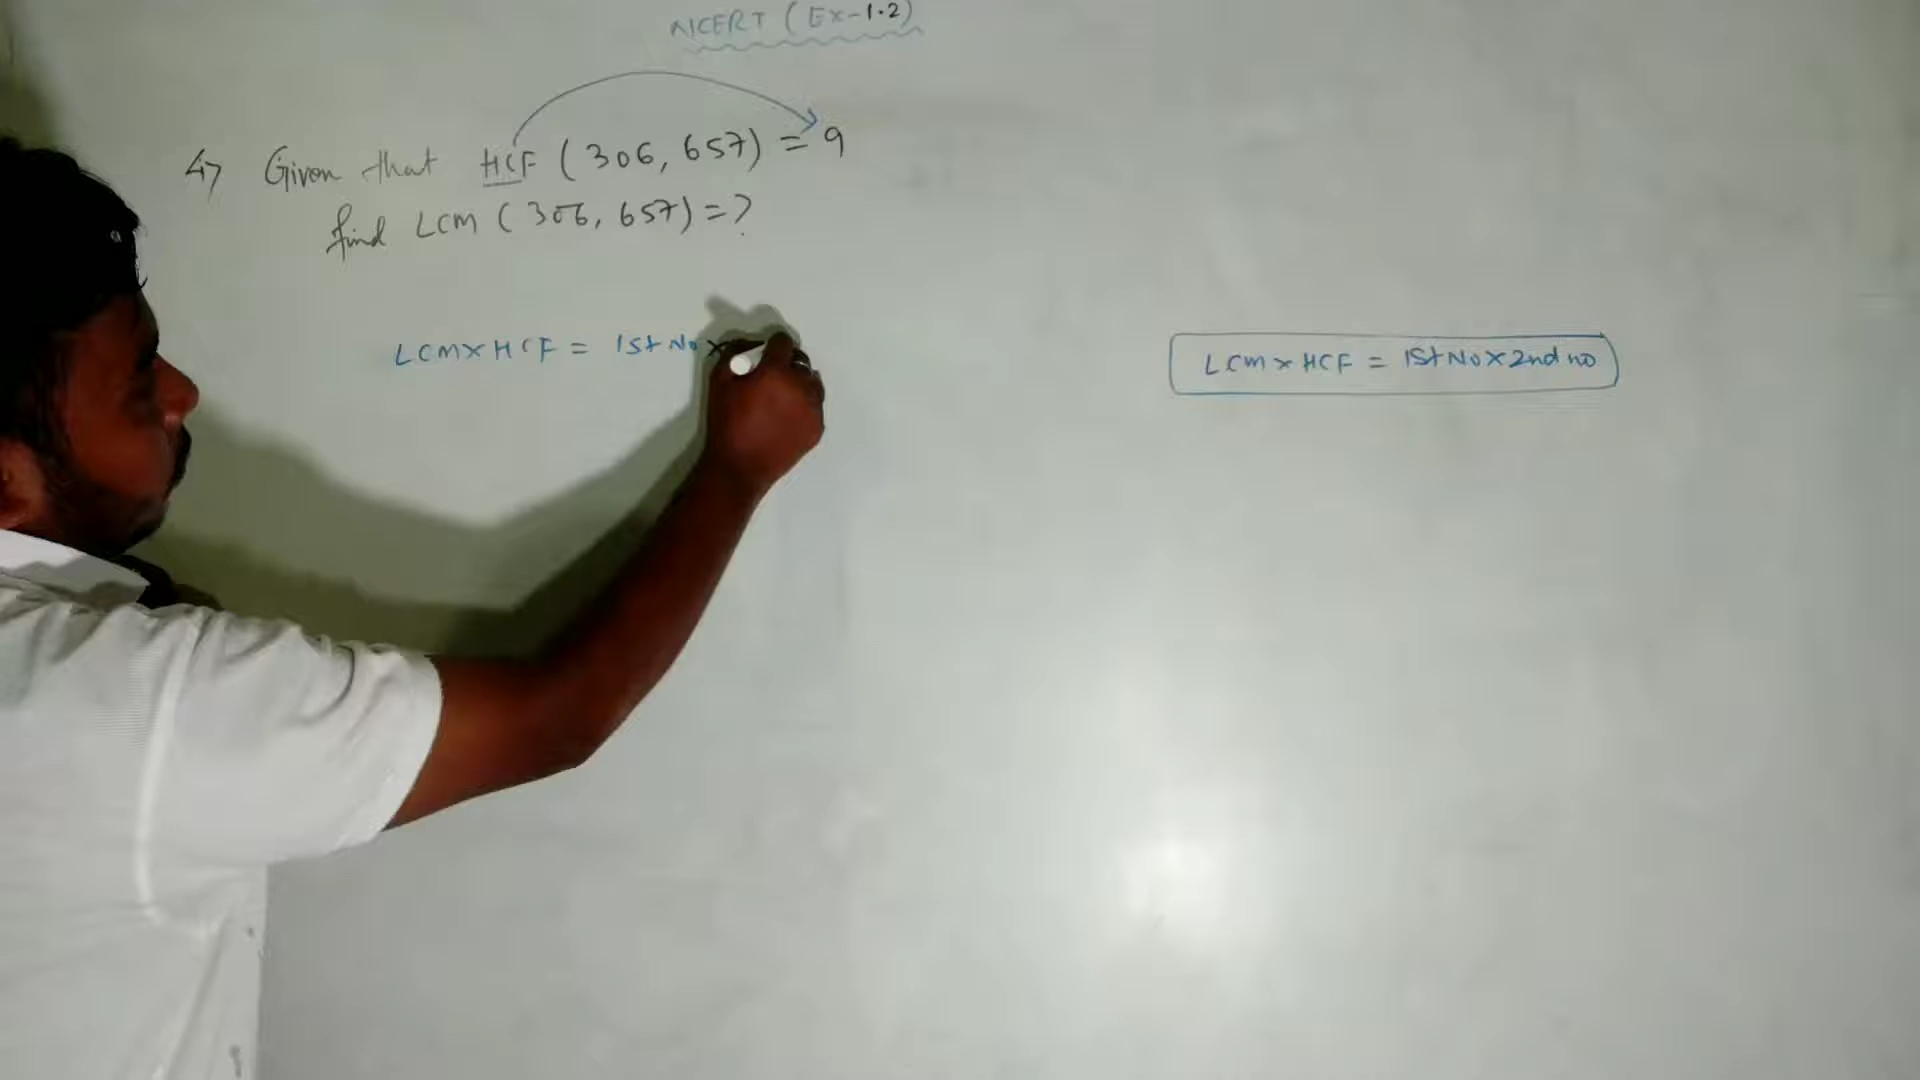 NCERT (Ex-1.2)
4) Given that HCF (306, 657) = 9
find LCM (306, 657) = ?
LCM × HCF = 1st No ×
LCM × HCF = 1st No × 2nd no